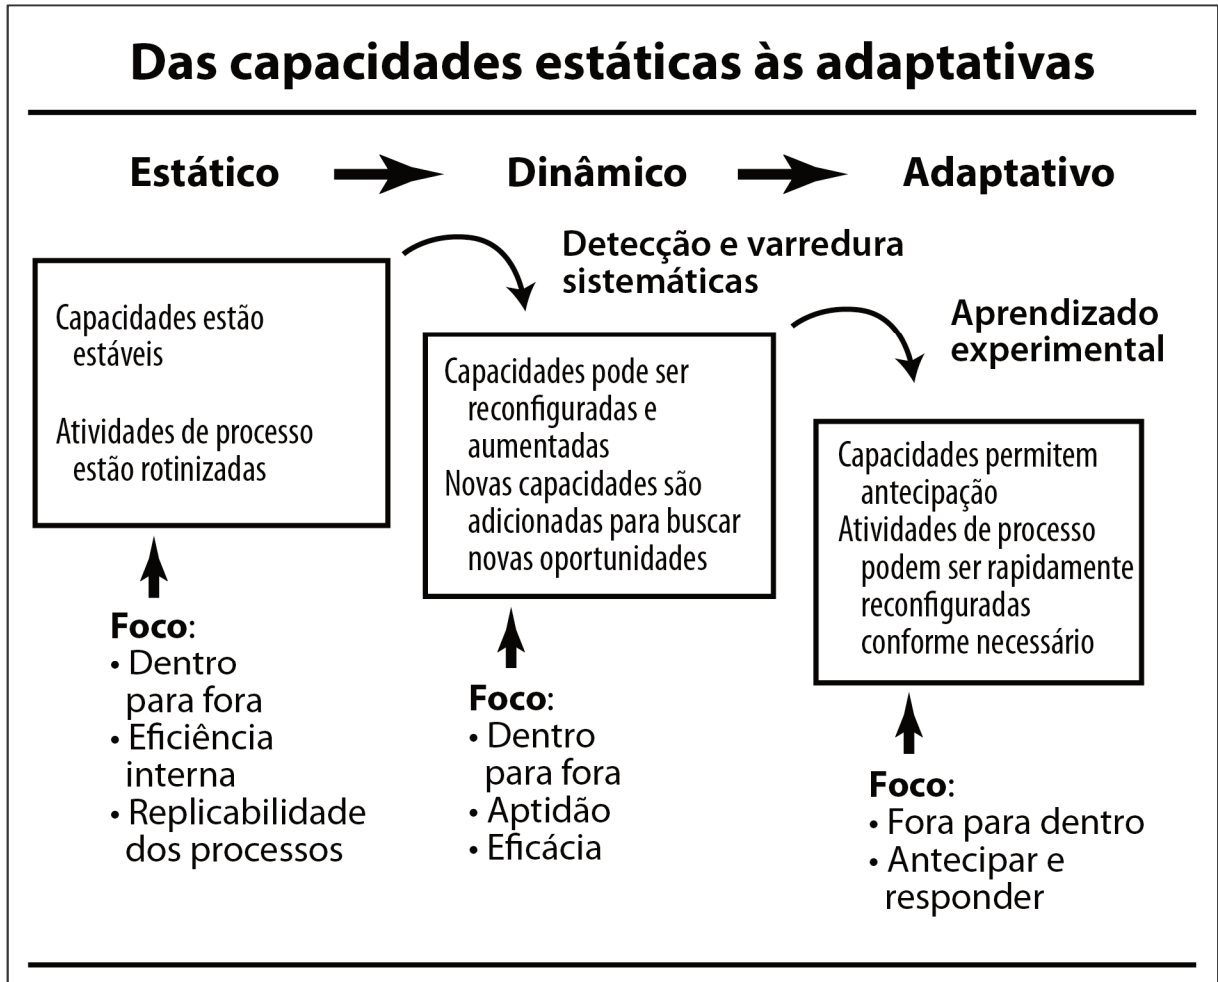 Das capacidades estáticas às adaptativas
Estático
Dinâmico
Adaptativo
Detecção e varredura
sistemáticas
Aprendizado
experimental
Capacidades estão
estáveis
Atividades de processo
estão rotinizadas
Foco:
• Dentro
para fora
• Eficiência
interna
• Replicabilidade
dos processos
Capacidades pode ser
reconfiguradas e
aumentadas
Novas capacidades são
adicionadas para buscar
novas oportunidades
Foco:
• Dentro
para fora
• Aptidão
• Eficácia
Capacidades permitem
antecipação
Atividades de processo
podem ser rapidamente
reconfiguradas
conforme necessário
Foco:
• Fora para dentro
• Antecipar e
responder